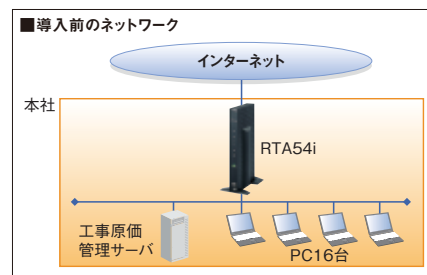 ■導入前のネットワーク
インターネット
本社
RTA54i
工事原価
管理サーバ
PC16台